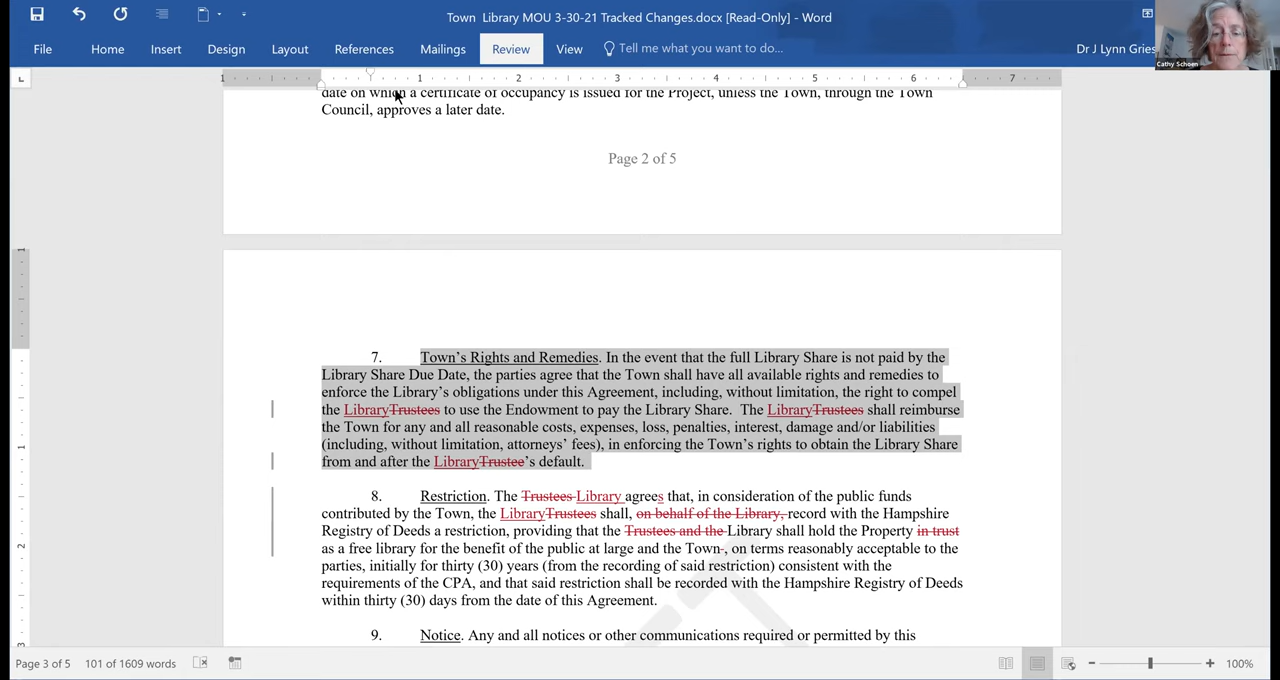 Town Library MOU 3-30-21 Tracked Changes.docx [Read-Only] - Word
File Home Insert Design Layout References Mailings Review View Tell me what you want to do... Dr J Lynn Gries
Cathy Schoen
1 1 2 3 4 5 6 7
date on which a certificate of occupancy is issued for the Project, unless the Town, through the Town
Council, approves a later date.
Page 2 of 5
7. Town's Rights and Remedies. In the event that the full Library Share is not paid by the
Library Share Due Date, the parties agree that the Town shall have all available rights and remedies to
enforce the Library's obligations under this Agreement, including, without limitation, the right to compel
the LibraryTrustees to use the Endowment to pay the Library Share. The LibraryTrustees shall reimburse
the Town for any and all reasonable costs, expenses, loss, penalties, interest, damage and/or liabilities
(including, without limitation, attorneys' fees), in enforcing the Town's rights to obtain the Library Share
from and after the LibraryTrustee's default.
8. Restriction. The Trustees Library agrees that, in consideration of the public funds
contributed by the Town, the LibraryTrustees shall, on behalf of the Library, record with the Hampshire
Registry of Deeds a restriction, providing that the Trustees and the Library shall hold the Property in trust
as a free library for the benefit of the public at large and the Town , on terms reasonably acceptable to the
parties, initially for thirty (30) years (from the recording of said restriction) consistent with the
requirements of the CPA, and that said restriction shall be recorded with the Hampshire Registry of Deeds
within thirty (30) days from the date of this Agreement.
9. Notice. Any and all notices or other communications required or permitted by this
Page 3 of 5 101 of 1609 words 100%